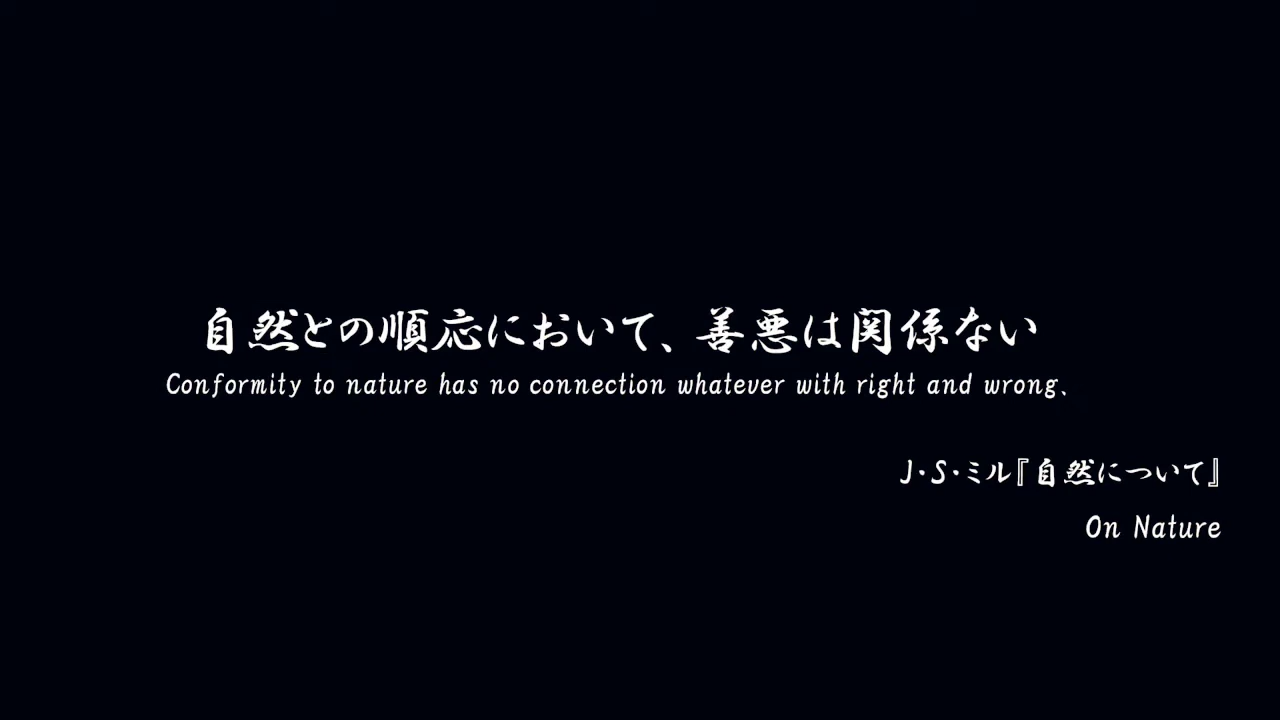 自然との順応において、善悪は関係ない
Conformity to nature has no connection whatever with right and wrong.
J・S・ミル『自然について』
On Nature